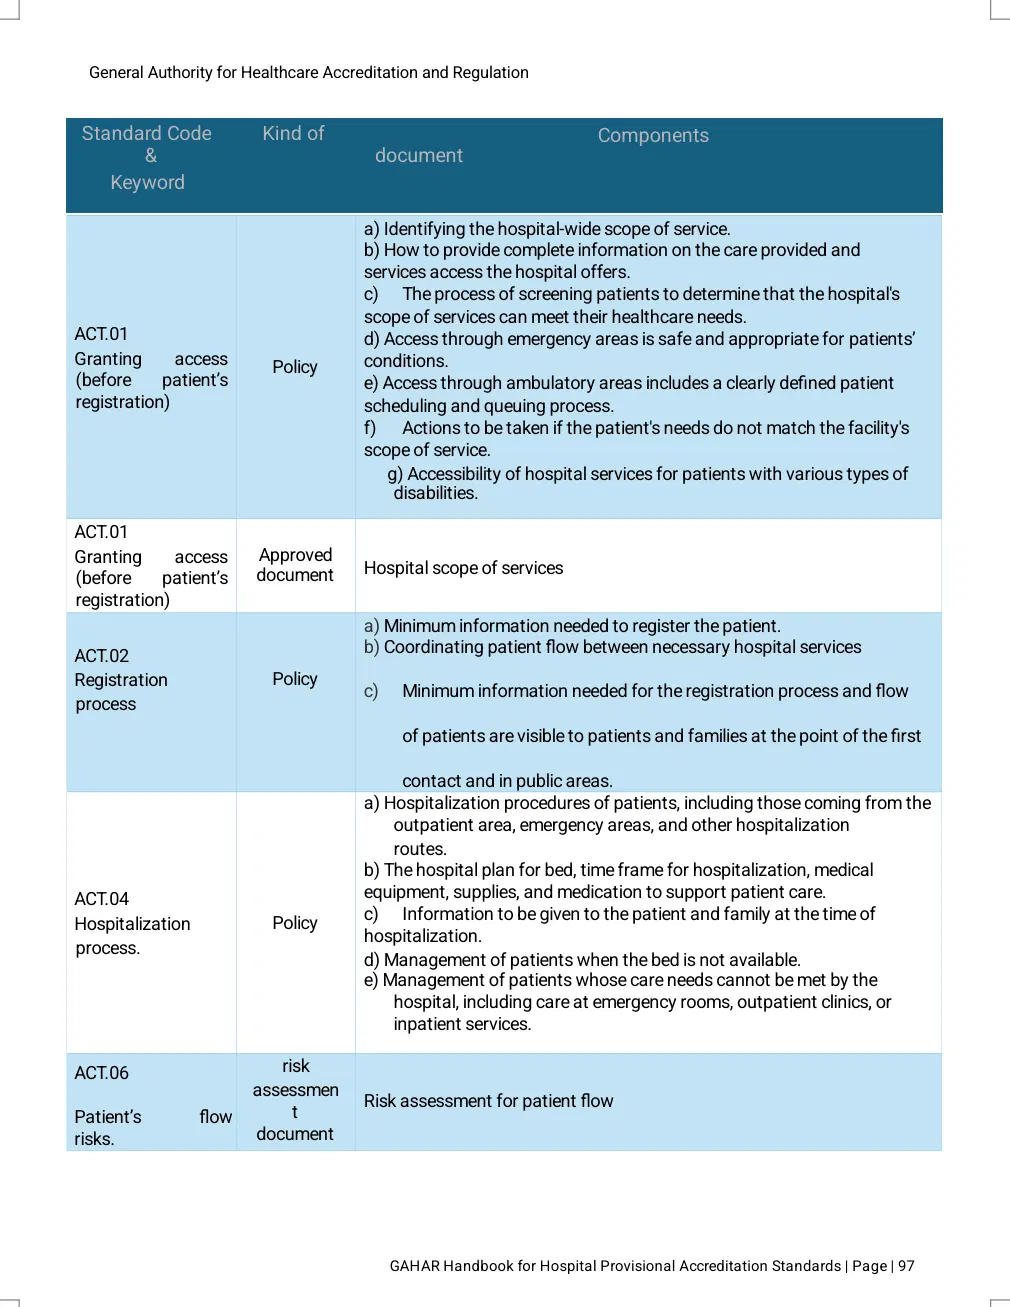 General Authority for Healthcare Accreditation and Regulation
Standard Code
&
Keyword
Kind of
document
Components
ACT.01
Granting access
(before patient’s
registration)
Policy
a) Identifying the hospital-wide scope of service.
b) How to provide complete information on the care provided and
services access the hospital offers.
c) The process of screening patients to determine that the hospital's
scope of services can meet their healthcare needs.
d) Access through emergency areas is safe and appropriate for patients’
conditions.
e) Access through ambulatory areas includes a clearly defined patient
scheduling and queuing process.
f) Actions to be taken if the patient's needs do not match the facility's
scope of service.
g) Accessibility of hospital services for patients with various types of
disabilities.
ACT.01
Granting access
(before patient’s
registration)
Approved
document
Hospital scope of services
ACT.02
Registration
process
Policy
a) Minimum information needed to register the patient.
b) Coordinating patient flow between necessary hospital services
c) Minimum information needed for the registration process and flow
of patients are visible to patients and families at the point of the first
contact and in public areas.
ACT.04
Hospitalization
process.
Policy
a) Hospitalization procedures of patients, including those coming from the
outpatient area, emergency areas, and other hospitalization
routes.
b) The hospital plan for bed, time frame for hospitalization, medical
equipment, supplies, and medication to support patient care.
c) Information to be given to the patient and family at the time of
hospitalization.
d) Management of patients when the bed is not available.
e) Management of patients whose care needs cannot be met by the
hospital, including care at emergency rooms, outpatient clinics, or
inpatient services.
ACT.06
Patient’s flow
risks.
risk
assessmen
t
document
Risk assessment for patient flow
GAHAR Handbook for Hospital Provisional Accreditation Standards | Page | 97